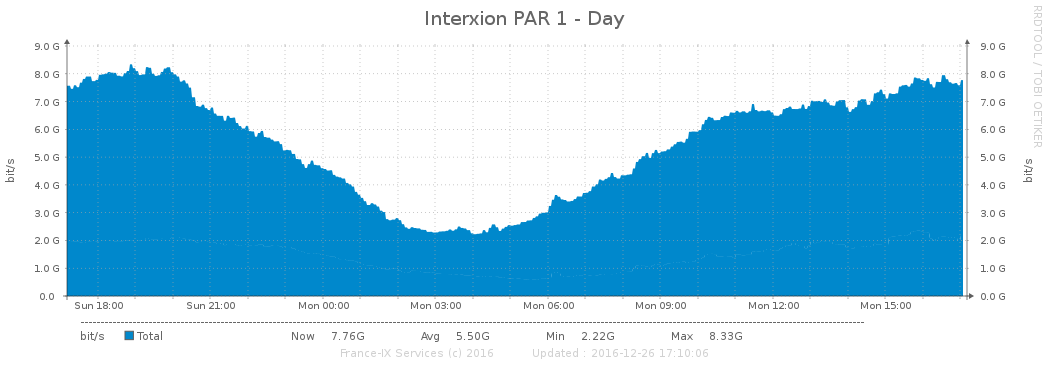 Interxion PAR 1 - Day
RRDTOOL / TOBI OETIKER
bit/s
9.0 G 9.0 G
8.0 G 8.0 G
7.0 G 7.0 G
6.0 G 6.0 G
5.0 G 5.0 G
4.0 G 4.0 G
3.0 G 3.0 G
2.0 G 2.0 G
1.0 G 1.0 G
0.0 0.0 G
bit/s
Sun 18:00 Sun 21:00 Mon 00:00 Mon 03:00 Mon 06:00 Mon 09:00 Mon 12:00 Mon 15:00
bit/s Total Now 7.76G Avg 5.50G Min 2.22G Max 8.33G
France-IX Services (c) 2016 Updated : 2016-12-26 17:10:06